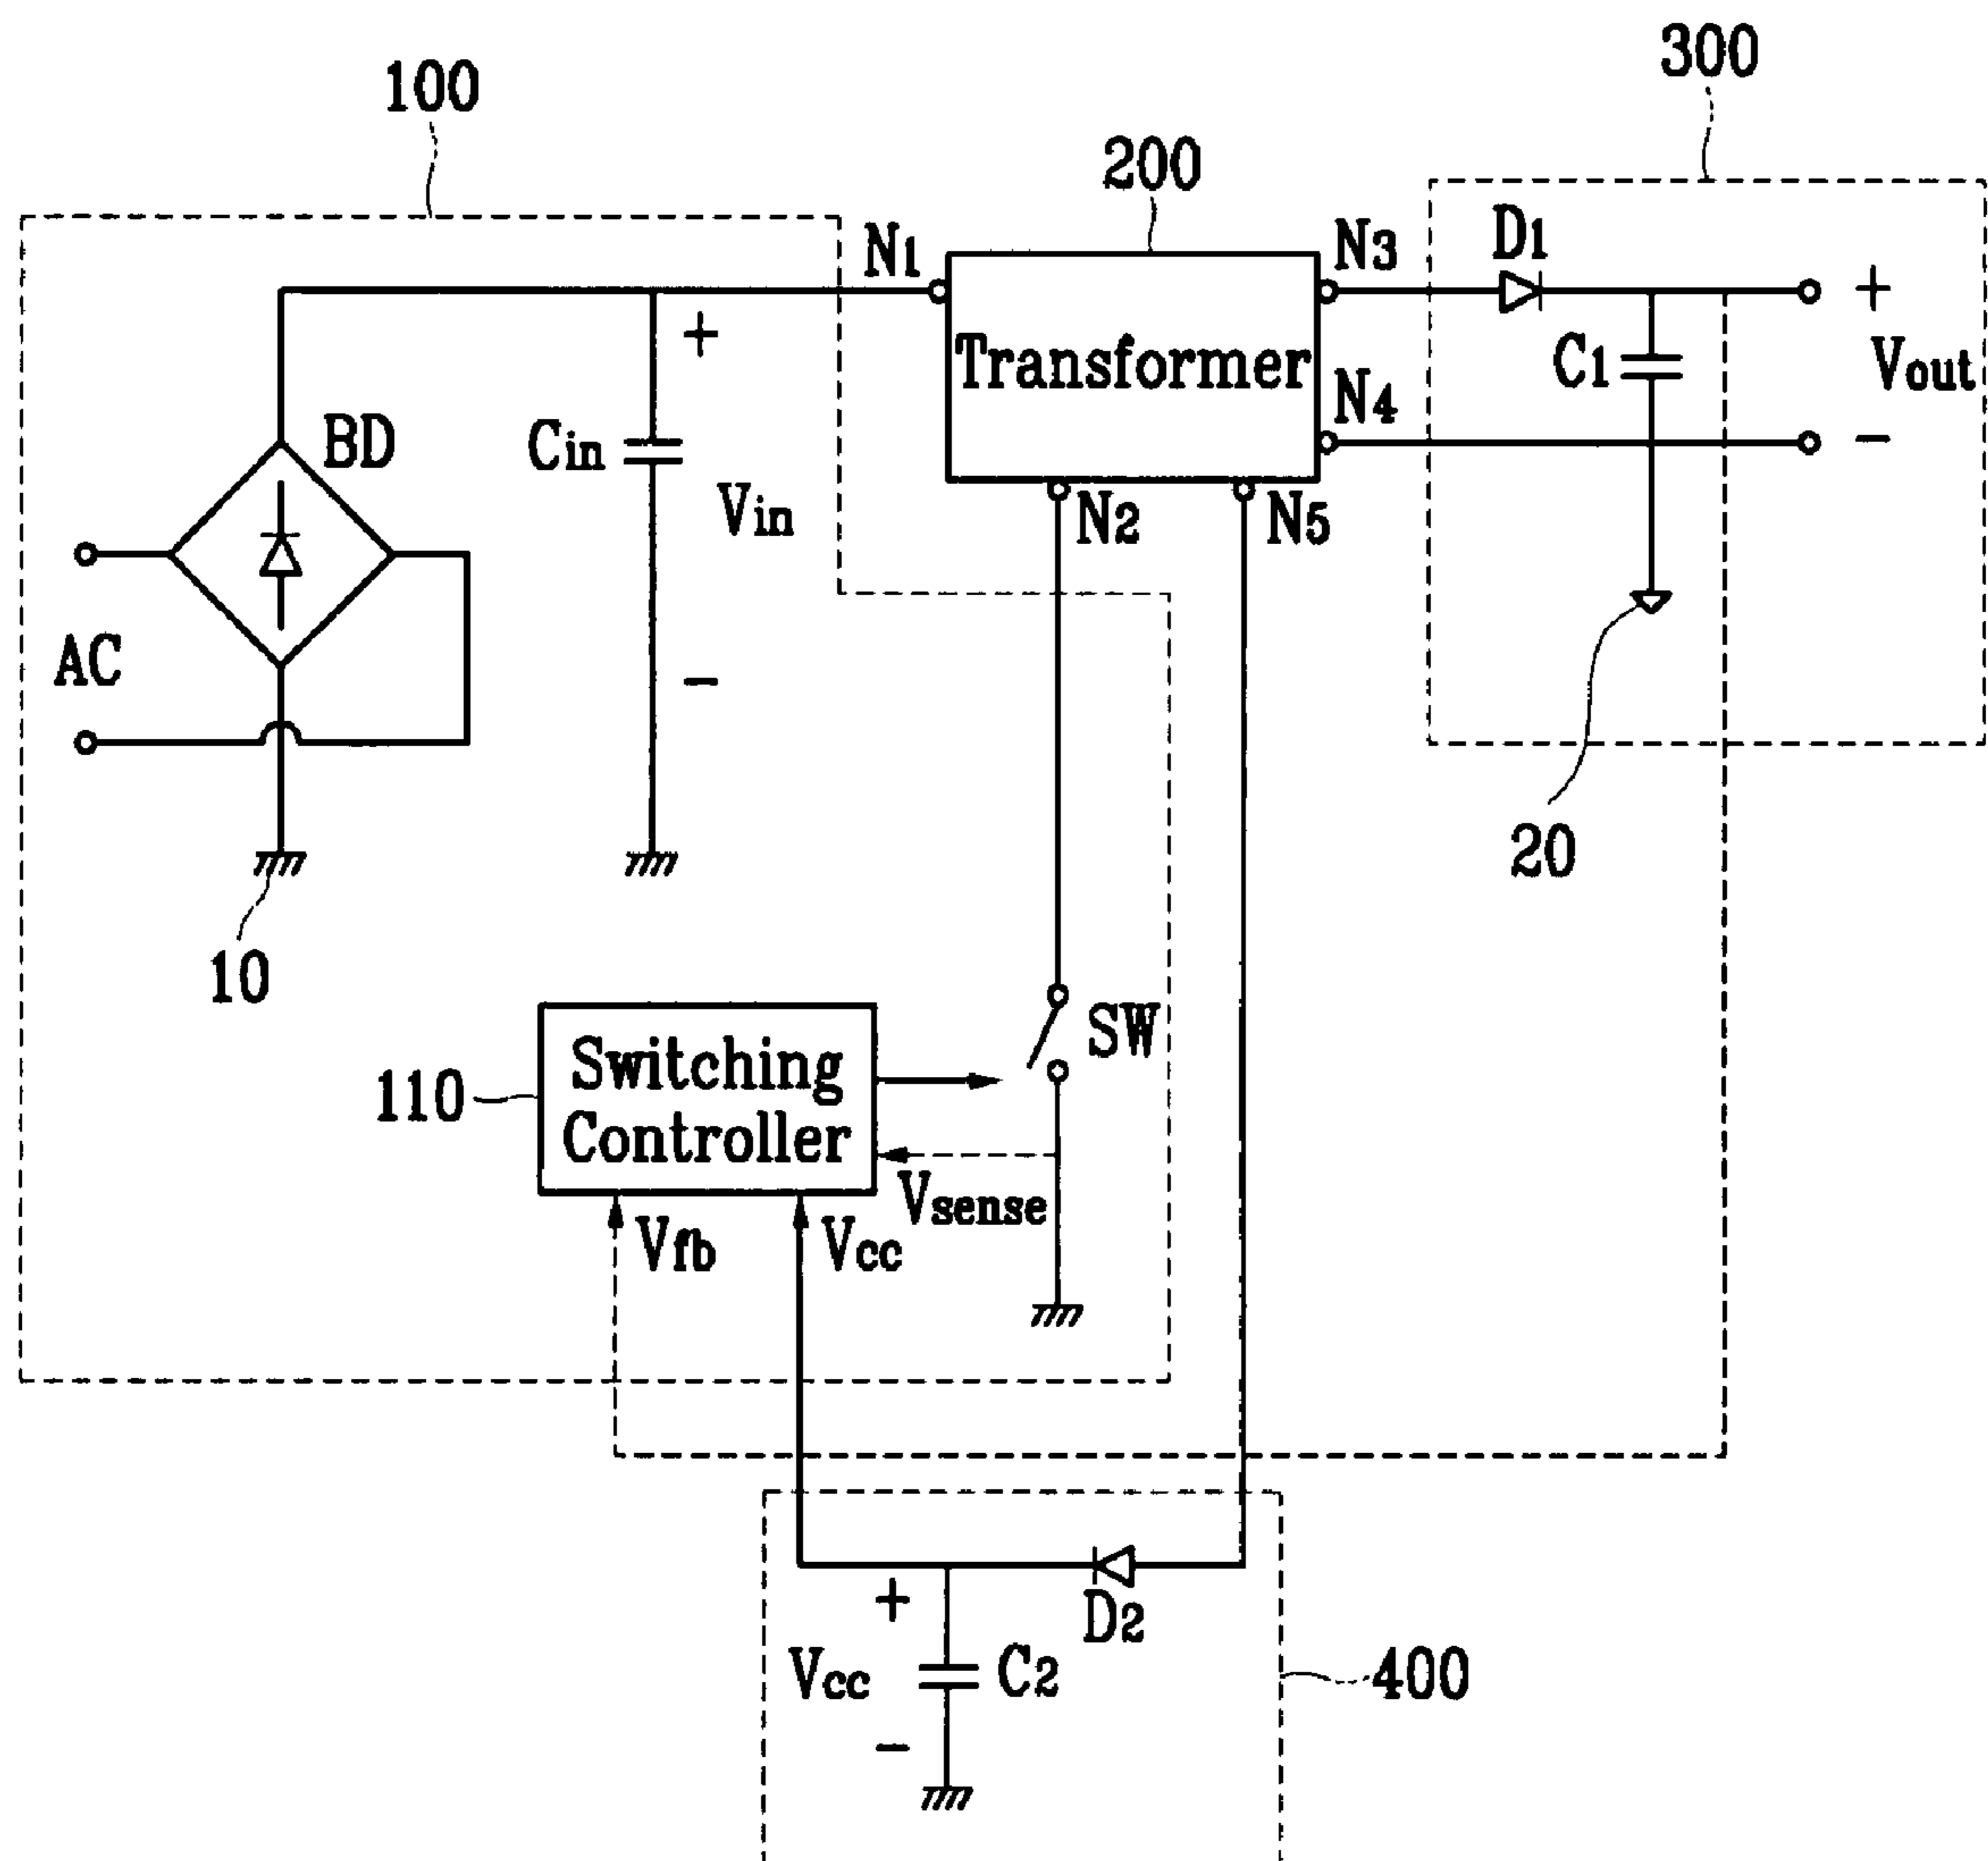 300
100
200
N1
N3
D1
+
+
Transformer
C1
Vout
N4
BD
Cin
−
Vin
N2
N5
AC
−
20
10
SW
Switching
Controller
110
Vsense
Vfb
Vcc
+
D2
Vcc
C2
400
−